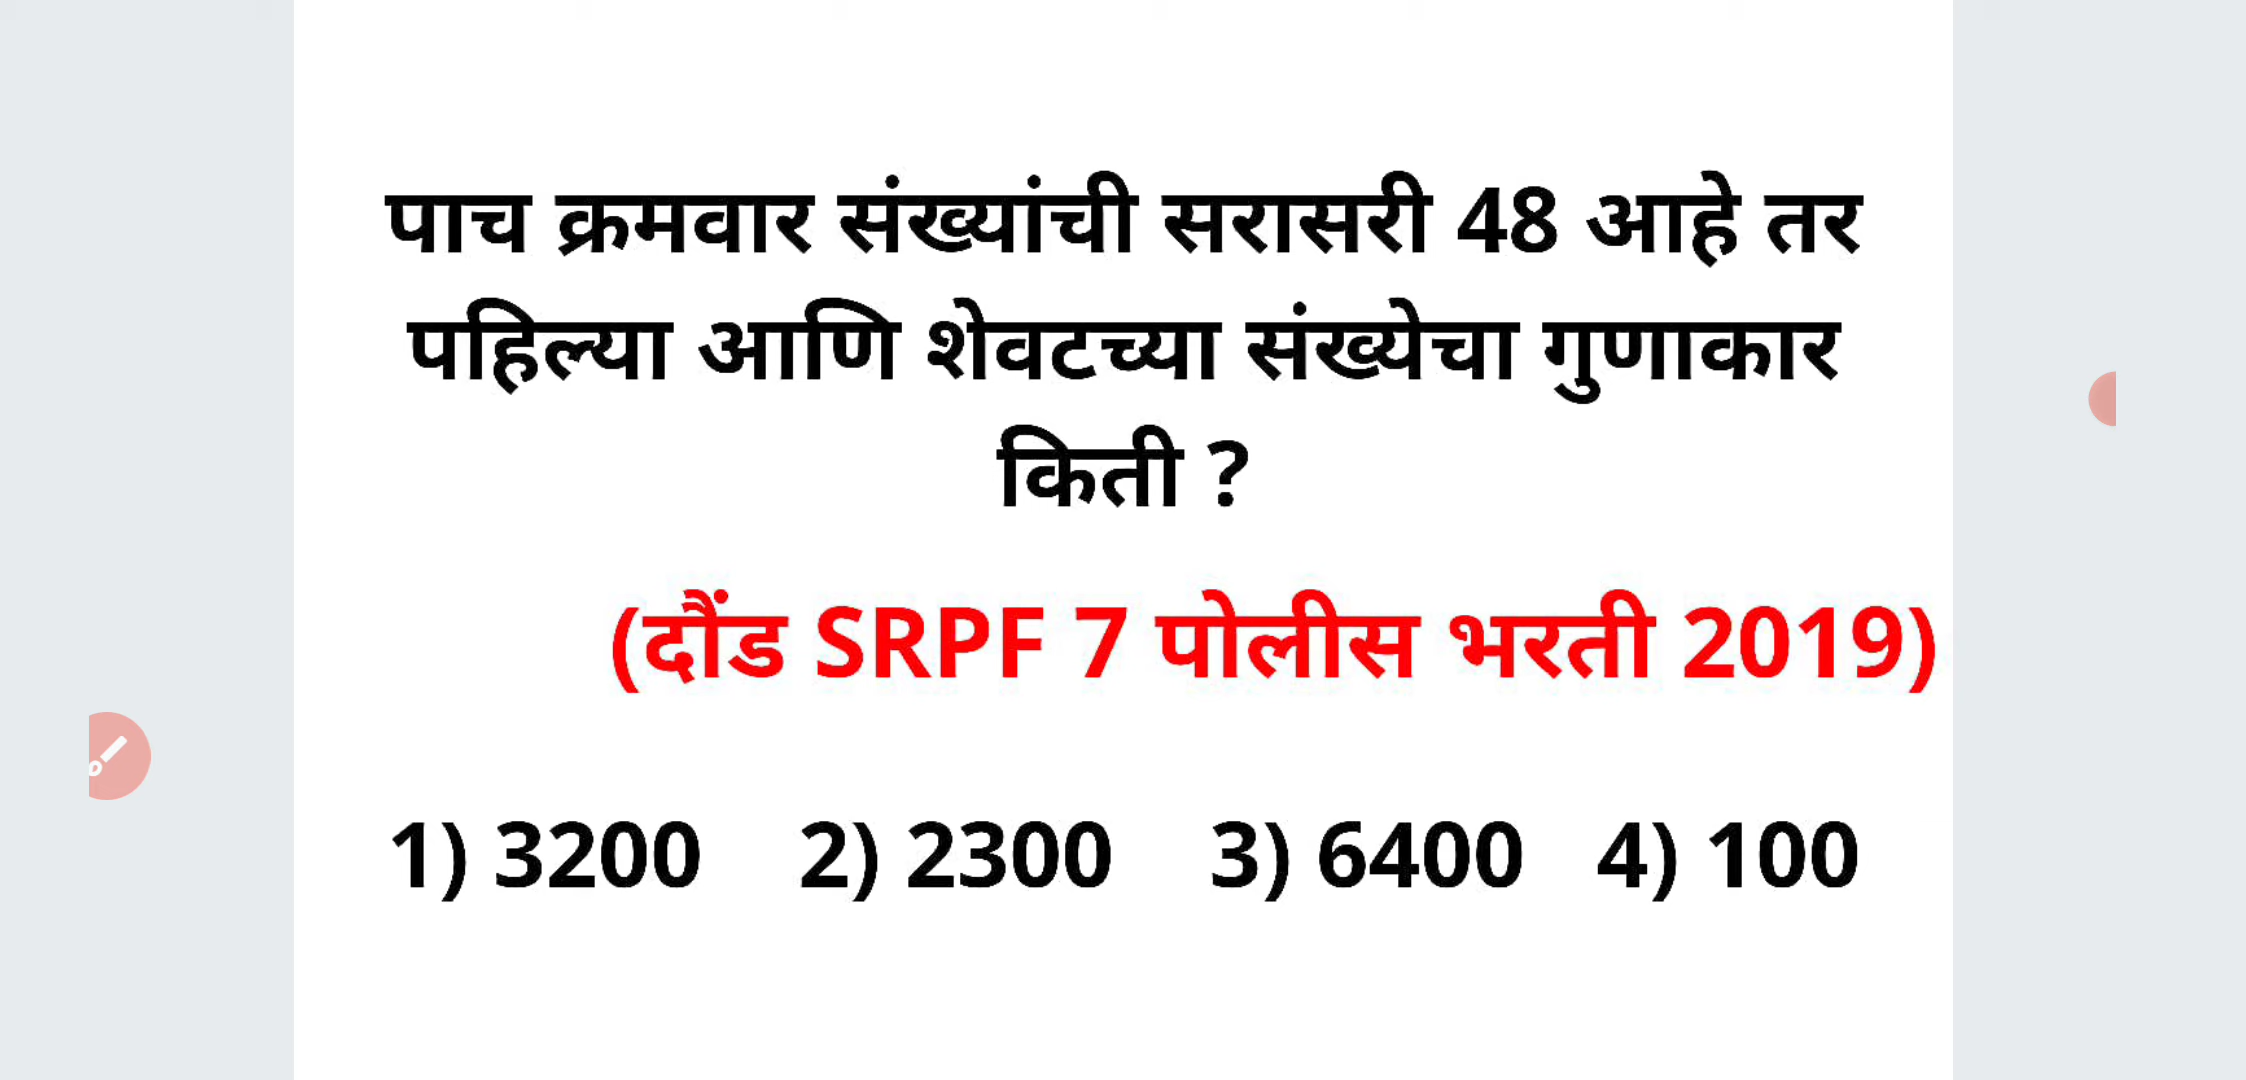 पाच क्रमवार संख्यांची सरासरी 48 आहे तर
पहिल्या आणि शेवटच्या संख्येचा गुणाकार
किती ?
(दौंड SRPF 7 पोलीस भरती 2019)
1) 3200 2) 2300 3) 6400 4) 100